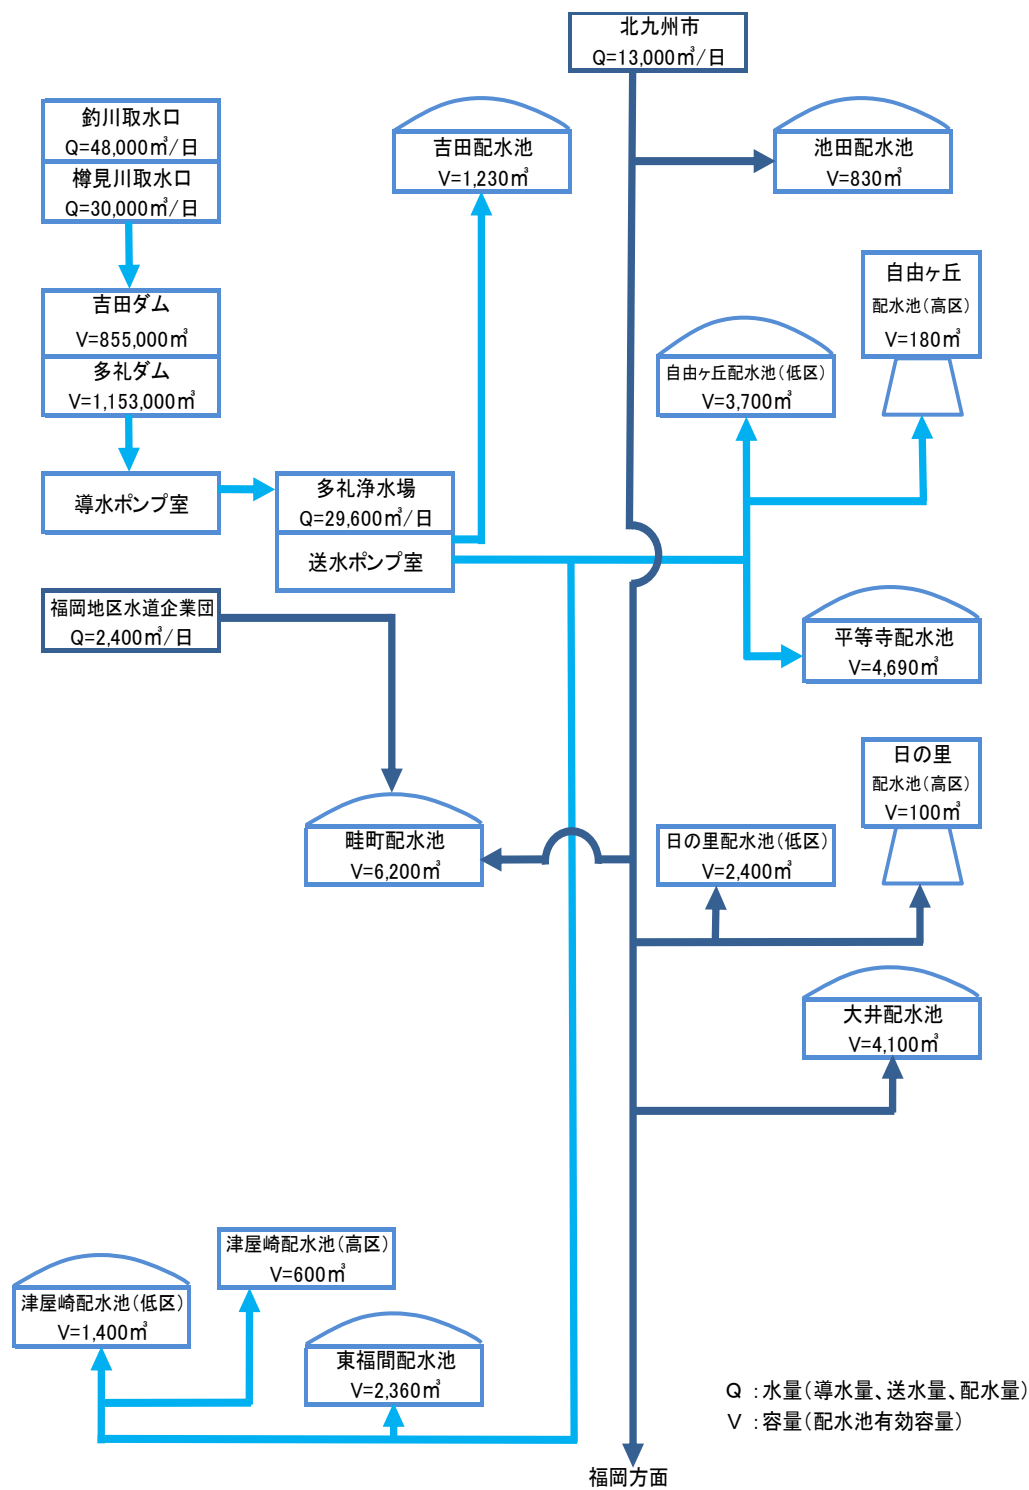 北九州市
Q=13,000㎥/日
釣川取水口
Q=48,000㎥/日
樽見川取水口
Q=30,000㎥/日
吉田配水池
V=1,230㎥
池田配水池
V=830㎥
吉田ダム
V=855,000㎥
多礼ダム
V=1,153,000㎥
自由ヶ丘
配水池(高区)
V=180㎥
自由ヶ丘配水池(低区)
V=3,700㎥
導水ポンプ室
多礼浄水場
Q=29,600㎥/日
送水ポンプ室
福岡地区水道企業団
Q=2,400㎥/日
平等寺配水池
V=4,690㎥
日の里
配水池(高区)
V=100㎥
畦町配水池
V=6,200㎥
日の里配水池(低区)
V=2,400㎥
大井配水池
V=4,100㎥
津屋崎配水池(高区)
V=600㎥
津屋崎配水池(低区)
V=1,400㎥
東福間配水池
V=2,360㎥
Q :水量(導水量、送水量、配水量)
V :容量(配水池有効容量)
福岡方面